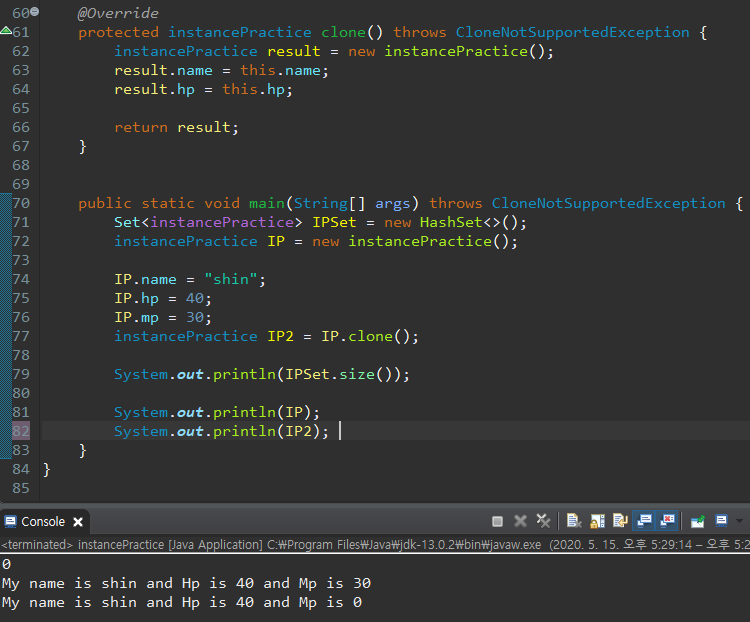 60 @Override
61 protected instancePractice clone() throws CloneNotSupportedException {
62 instancePractice result = new instancePractice();
63 result.name = this.name;
64 result.hp = this.hp;
65
66 return result;
67 }
68
69
70 public static void main(String[] args) throws CloneNotSupportedException {
71 Set<instancePractice> IPSet = new HashSet<>();
72 instancePractice IP = new instancePractice();
73
74 IP.name = "shin";
75 IP.hp = 40;
76 IP.mp = 30;
77 instancePractice IP2 = IP.clone();
78
79 System.out.println(IPSet.size());
80
81 System.out.println(IP);
82 System.out.println(IP2);
83 }
84 }
85
Console
<terminated> instancePractice [Java Application] C:₩Program Files₩Java₩jdk-13.0.2₩bin₩javaw.exe (2020. 5. 15. 오후 5:29:14 – 오후 5:2
0
My name is shin and Hp is 40 and Mp is 30
My name is shin and Hp is 40 and Mp is 0